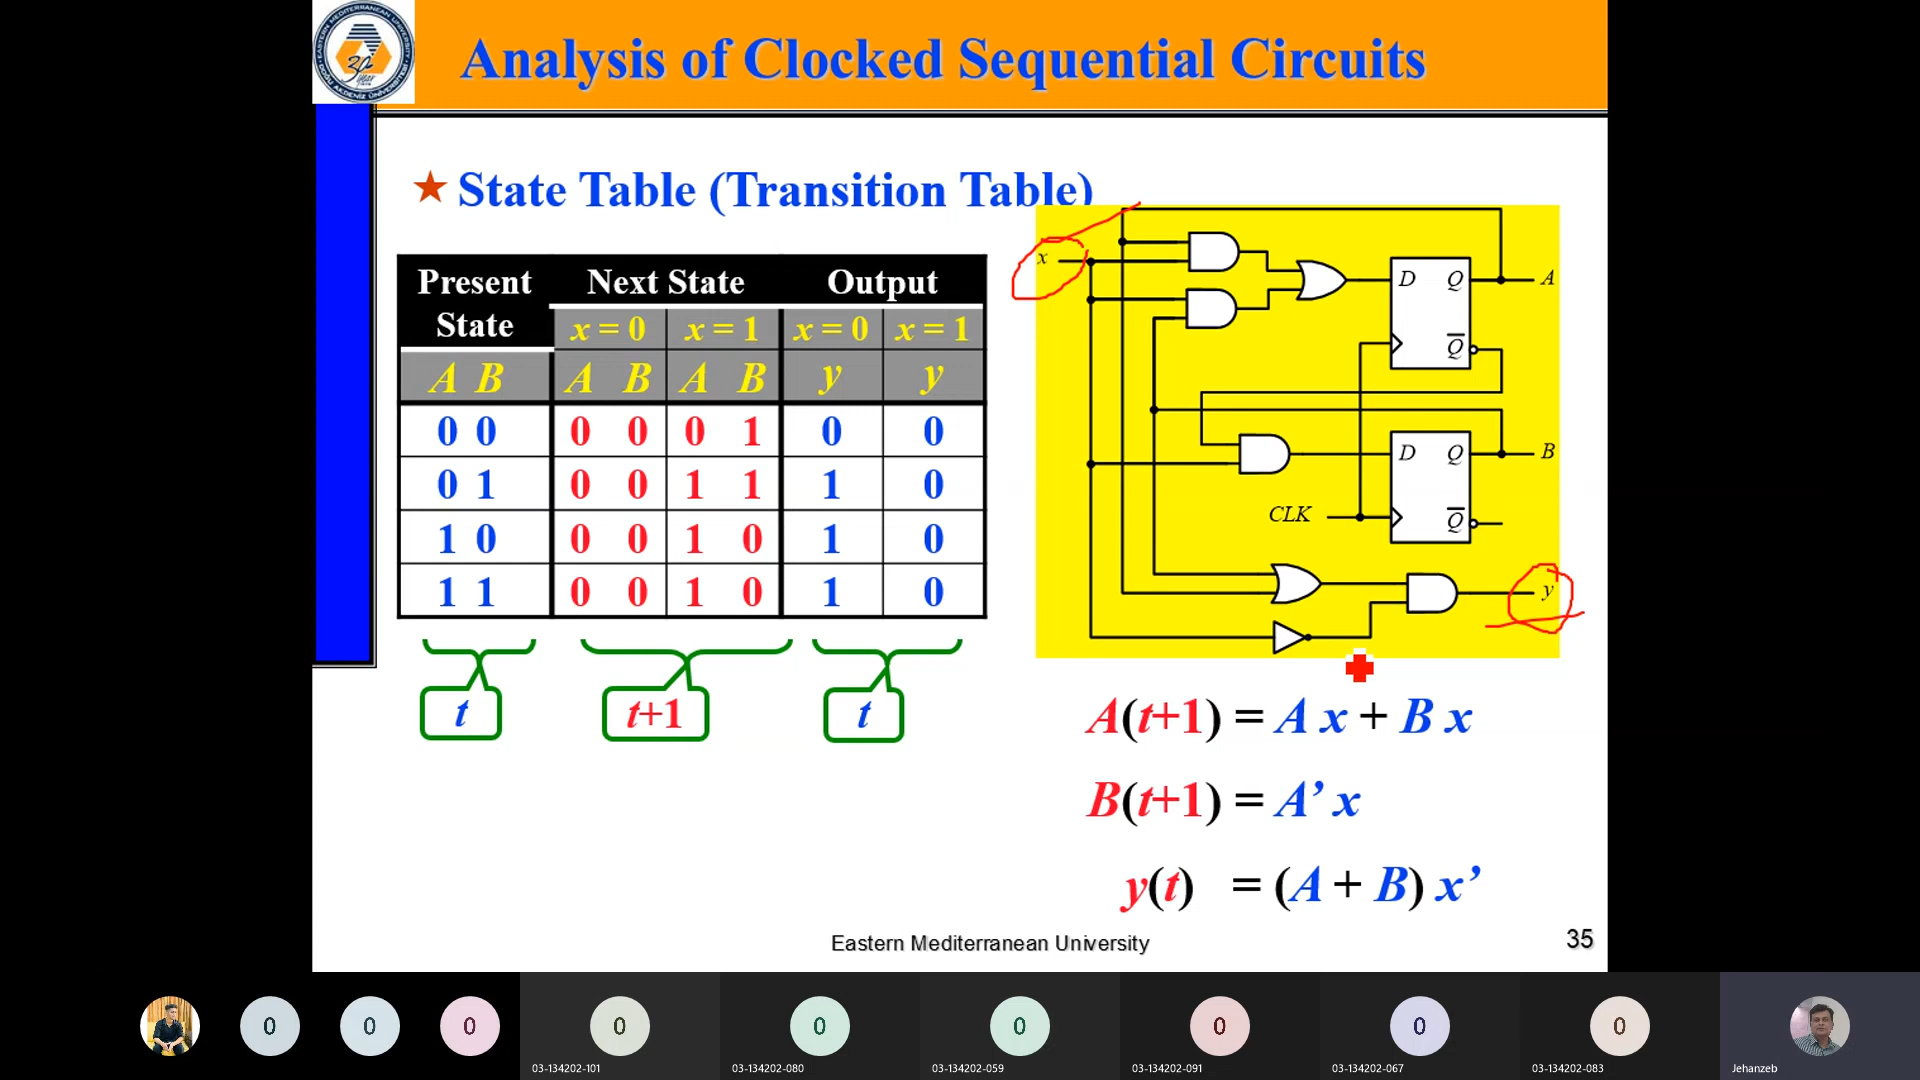 Analysis of Clocked Sequential Circuits
★ State Table (Transition Table)
Present State Next State Output
x = 0 x = 1 x = 0 x = 1
A B A B A B y y
0 0 0 0 0 1 0 0
0 1 0 0 1 1 1 0
1 0 0 0 1 0 1 0
1 1 0 0 1 0 1 0
t t+1 t
x
D Q A
Q̅
D Q B
CLK Q̅
y
A(t+1) = A x + B x
B(t+1) = A’ x
y(t) = (A + B) x’
Eastern Mediterranean University
35
0 0 0 0 0 0 0 0 0
03-134202-101 03-134202-080 03-134202-059 03-134202-091 03-134202-067 03-134202-083 Jehanzeb